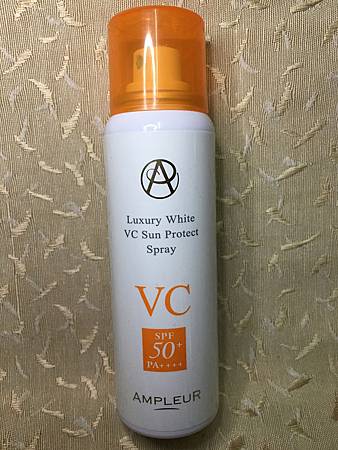 Luxury White
VC Sun Protect
Spray
VC
SPF
50+
PA++++
AMPLEUR